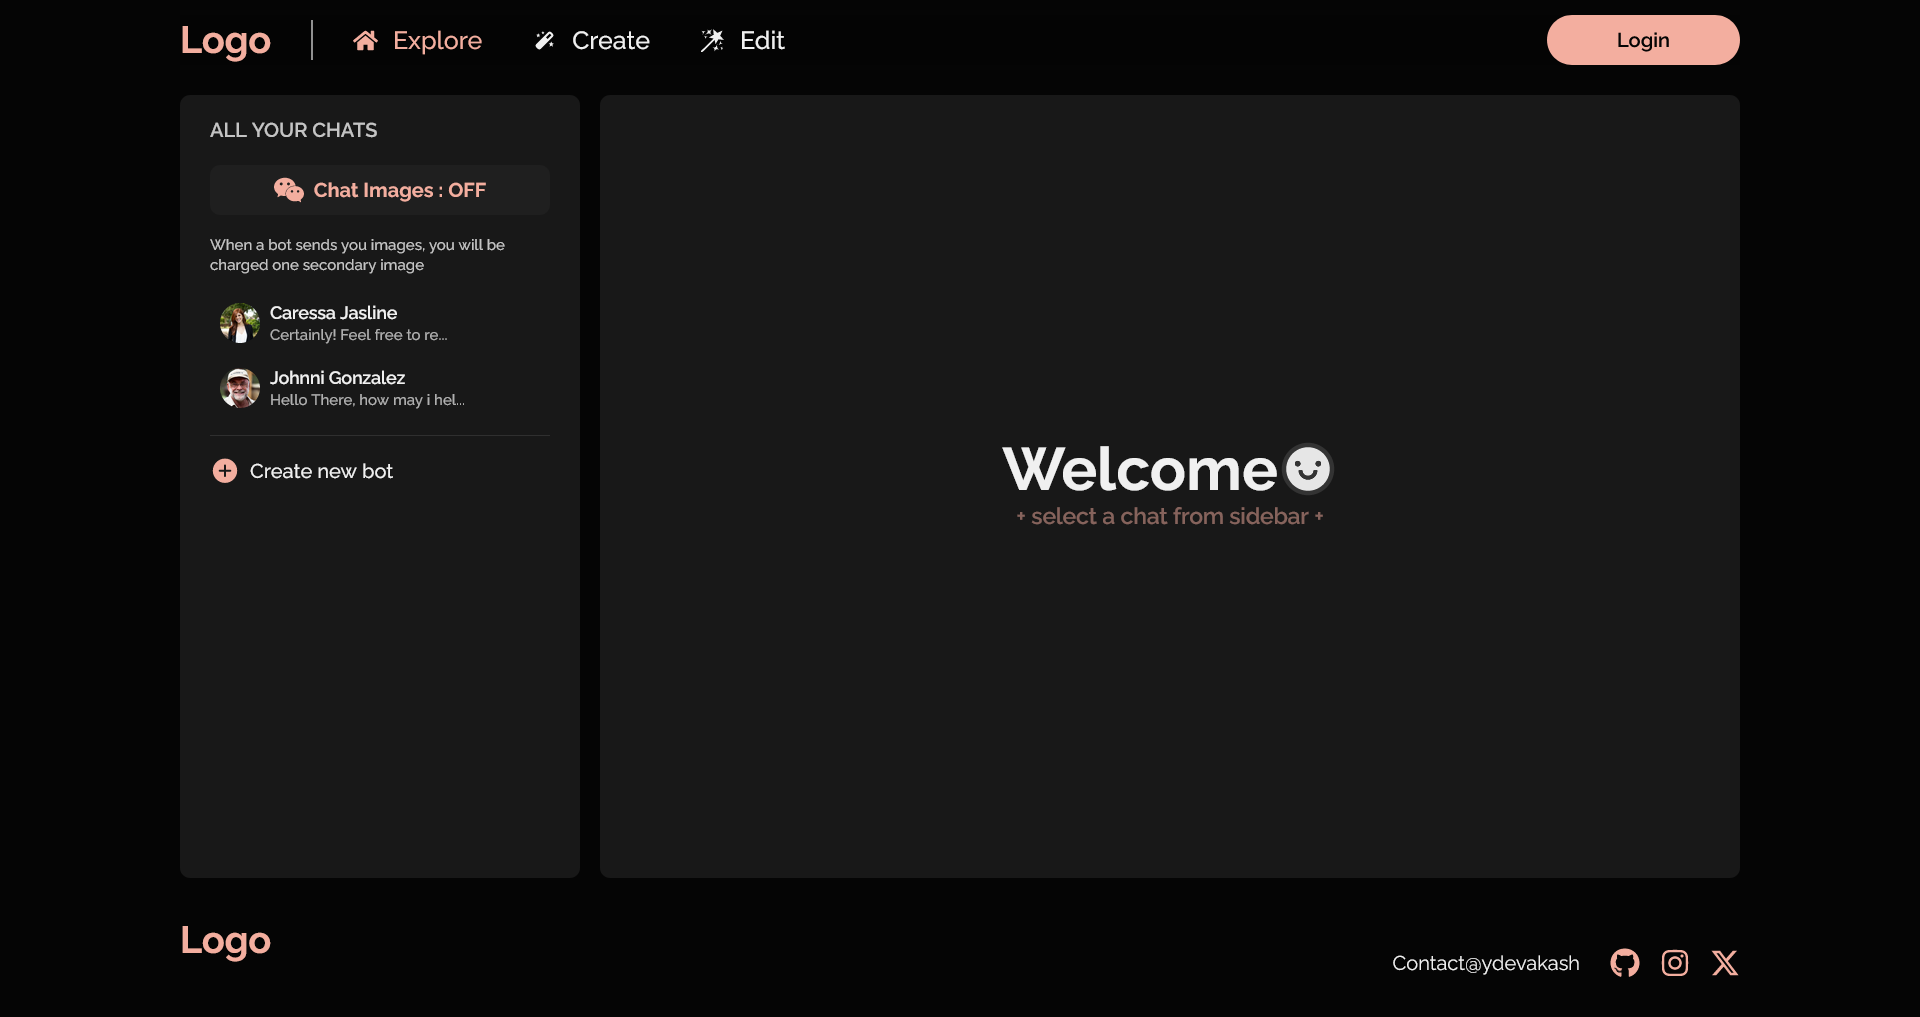 Logo
Explore
Create
Edit
Login
ALL YOUR CHATS
Chat Images : OFF
When a bot sends you images, you will be
charged one secondary image
Caressa Jasline
Certainly! Feel free to re...
Johnni Gonzalez
Hello There, how may i hel...
Create new bot
Welcome
+ select a chat from sidebar +
Logo
Contact@ydevakash